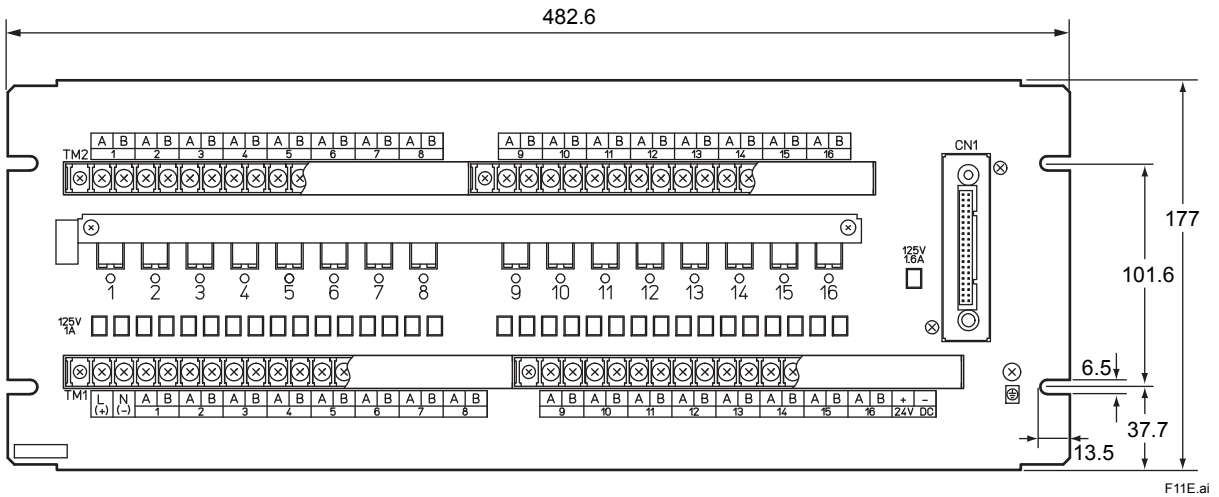 482.6
A B A B A B A B A B A B A B A B
TM2 1 2 3 4 5 6 7 8
A B A B A B A B A B A B A B A B
9 10 11 12 13 14 15 16
CN1
177
125V
1.6A
101.6
1 2 3 4 5 6 7 8 9 10 11 12 13 14 15 16
125V
1A
6.5
TM1
L N A B A B A B A B A B A B A B A B
(+) (-) 1 2 3 4 5 6 7 8
A B A B A B A B A B A B A B A B + −
9 10 11 12 13 14 15 16 24V DC
37.7
13.5
F11E.ai